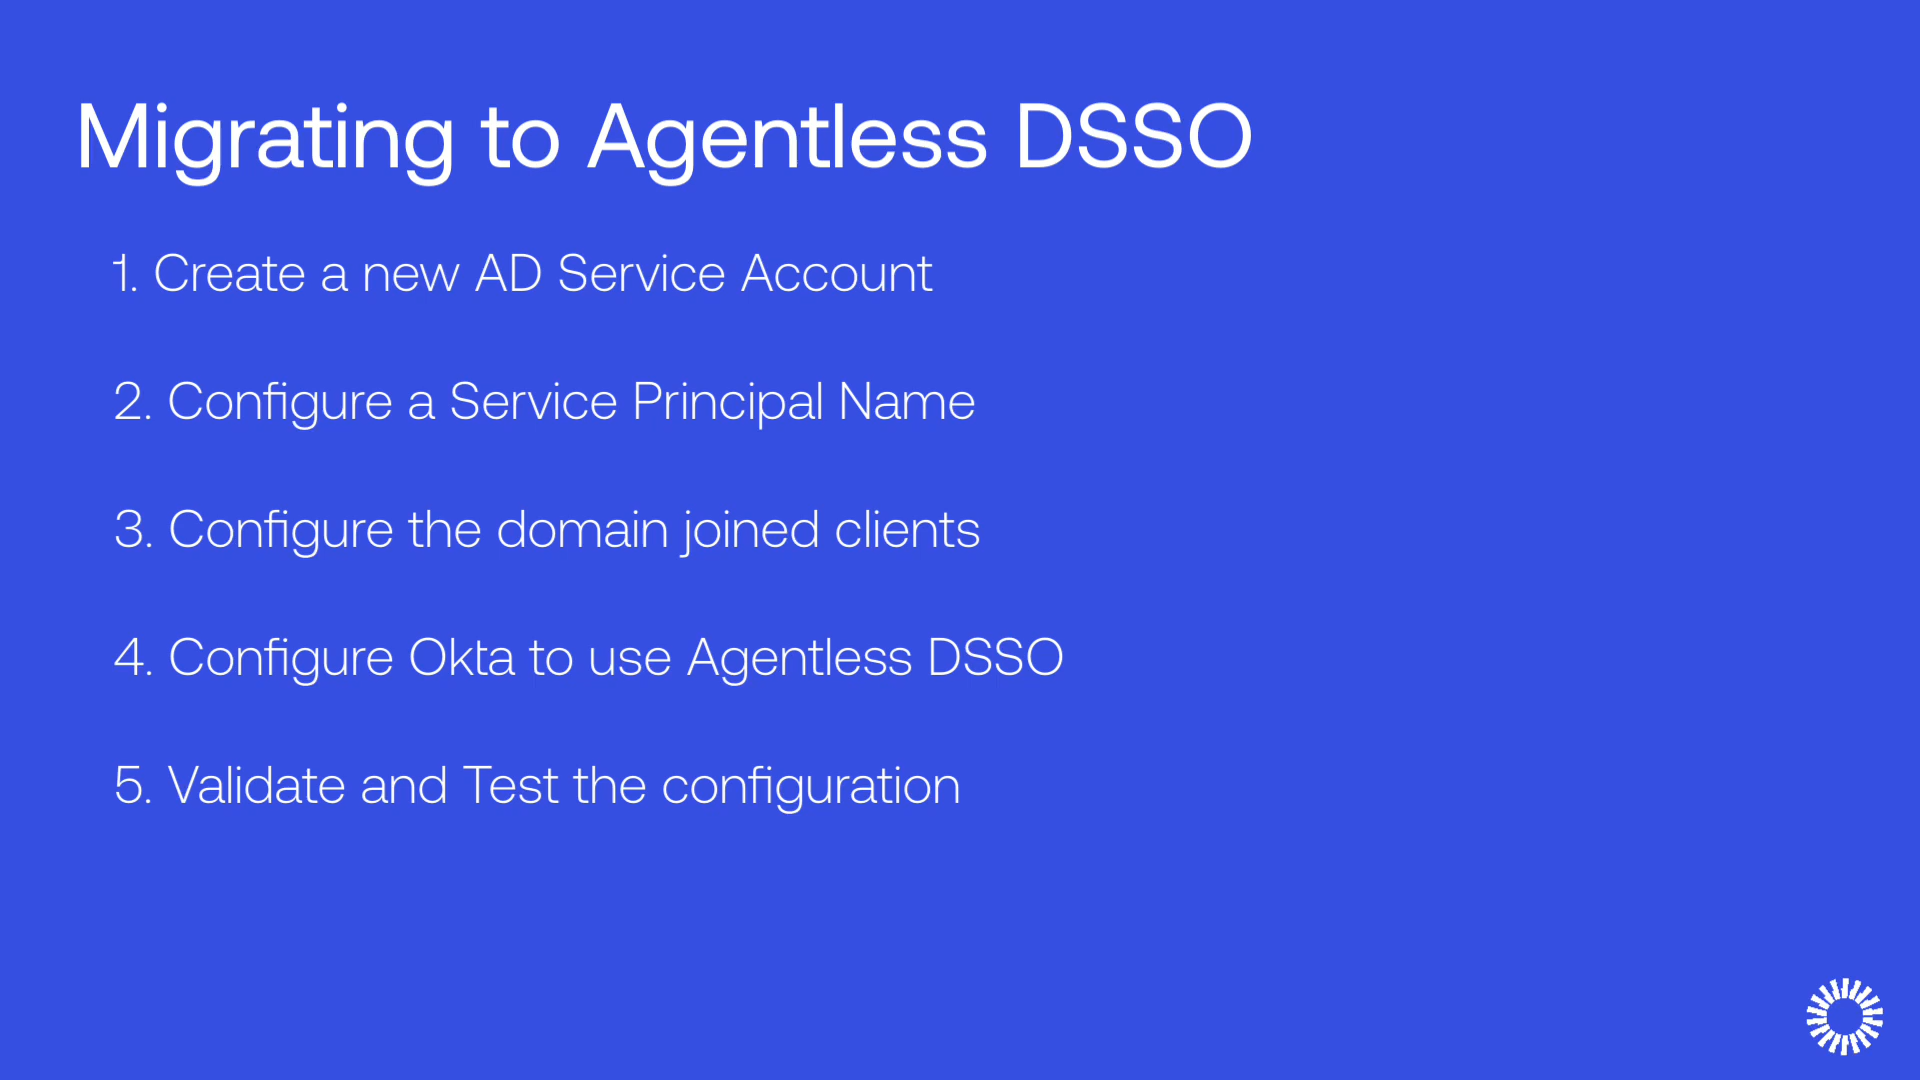 Migrating to Agentless DSSO
1. Create a new AD Service Account
2. Configure a Service Principal Name
3. Configure the domain joined clients
4. Configure Okta to use Agentless DSSO
5. Validate and Test the configuration